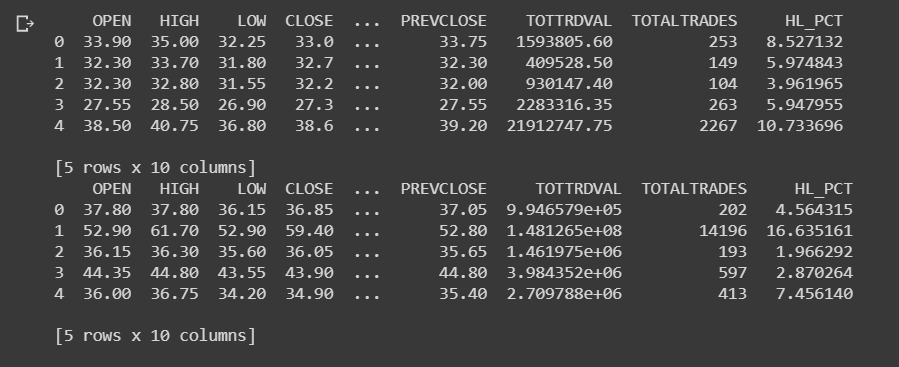 OPEN HIGH LOW CLOSE ... PREVCLOSE TOTTRDVAL TOTALTRADES HL_PCT
0 33.90 35.00 32.25 33.0 ... 33.75 1593805.60 253 8.527132
1 32.30 33.70 31.80 32.7 ... 32.30 409528.50 149 5.974843
2 32.30 32.80 31.55 32.2 ... 32.00 930147.40 104 3.961965
3 27.55 28.50 26.90 27.3 ... 27.55 2283316.35 263 5.947955
4 38.50 40.75 36.80 38.6 ... 39.20 21912747.75 2267 10.733696
[5 rows x 10 columns]
OPEN HIGH LOW CLOSE ... PREVCLOSE TOTTRDVAL TOTALTRADES HL_PCT
0 37.80 37.80 36.15 36.85 ... 37.05 9.946579e+05 202 4.564315
1 52.90 61.70 52.90 59.40 ... 52.80 1.481265e+08 14196 16.635161
2 36.15 36.30 35.60 36.05 ... 35.65 1.461975e+06 193 1.966292
3 44.35 44.80 43.55 43.90 ... 44.80 3.984352e+06 597 2.870264
4 36.00 36.75 34.20 34.90 ... 35.40 2.709788e+06 413 7.456140
[5 rows x 10 columns]